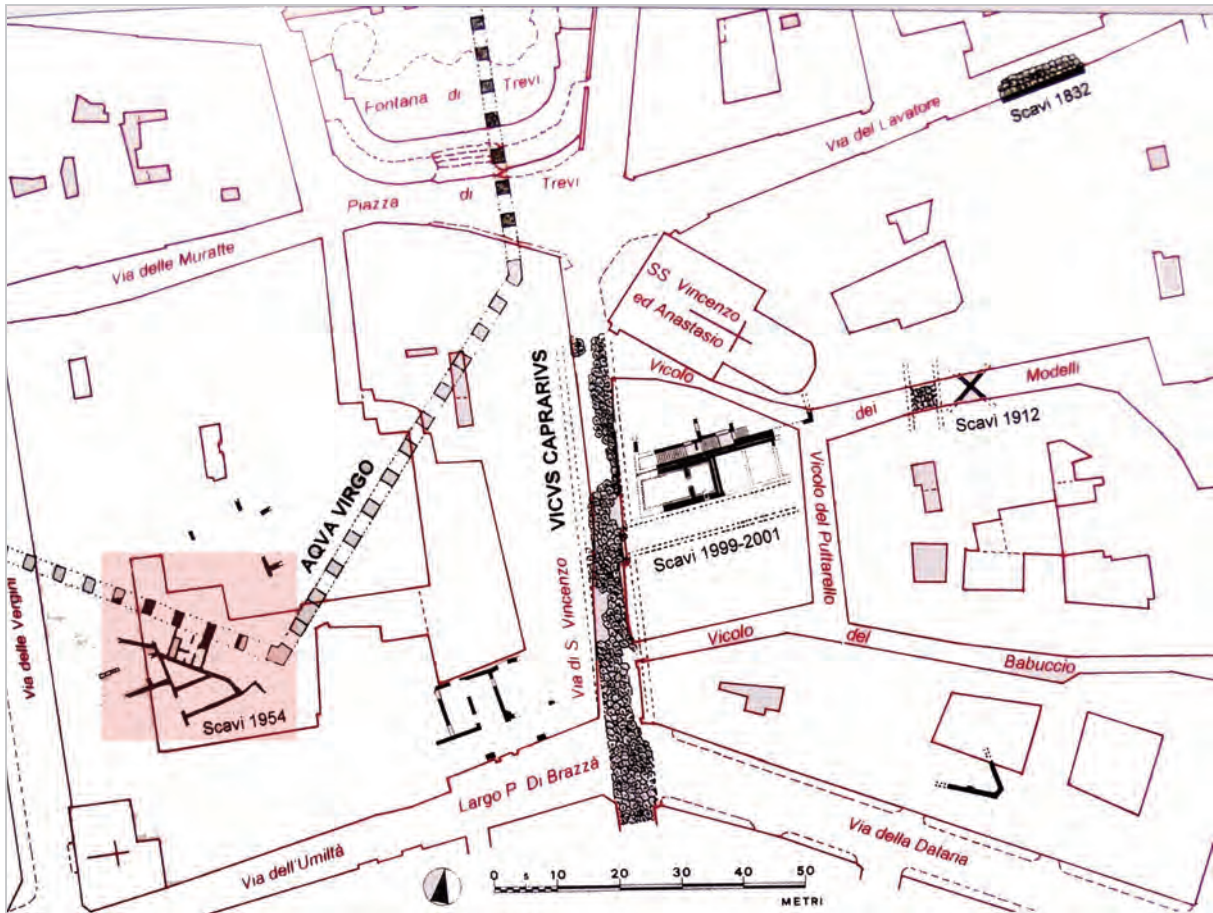 Fontana di Trevi
Piazza di Trevi
Via delle Muratte
Via del Lavatore
Scavi 1832
SS Vincenzo
ed Anastasio
Vicolo dei Modelli
Scavi 1912
VICVS CAPRARIVS
AQVA VIRGO
Scavi 1999-2001
Vicolo del Puttarello
Via di S. Vincenzo
Via delle Vergini
Scavi 1954
Vicolo del Babuccio
Largo P. Di Brazzà
Via dell'Umiltà
Via della Dataria
0 5 10 20 30 40 50
METRI